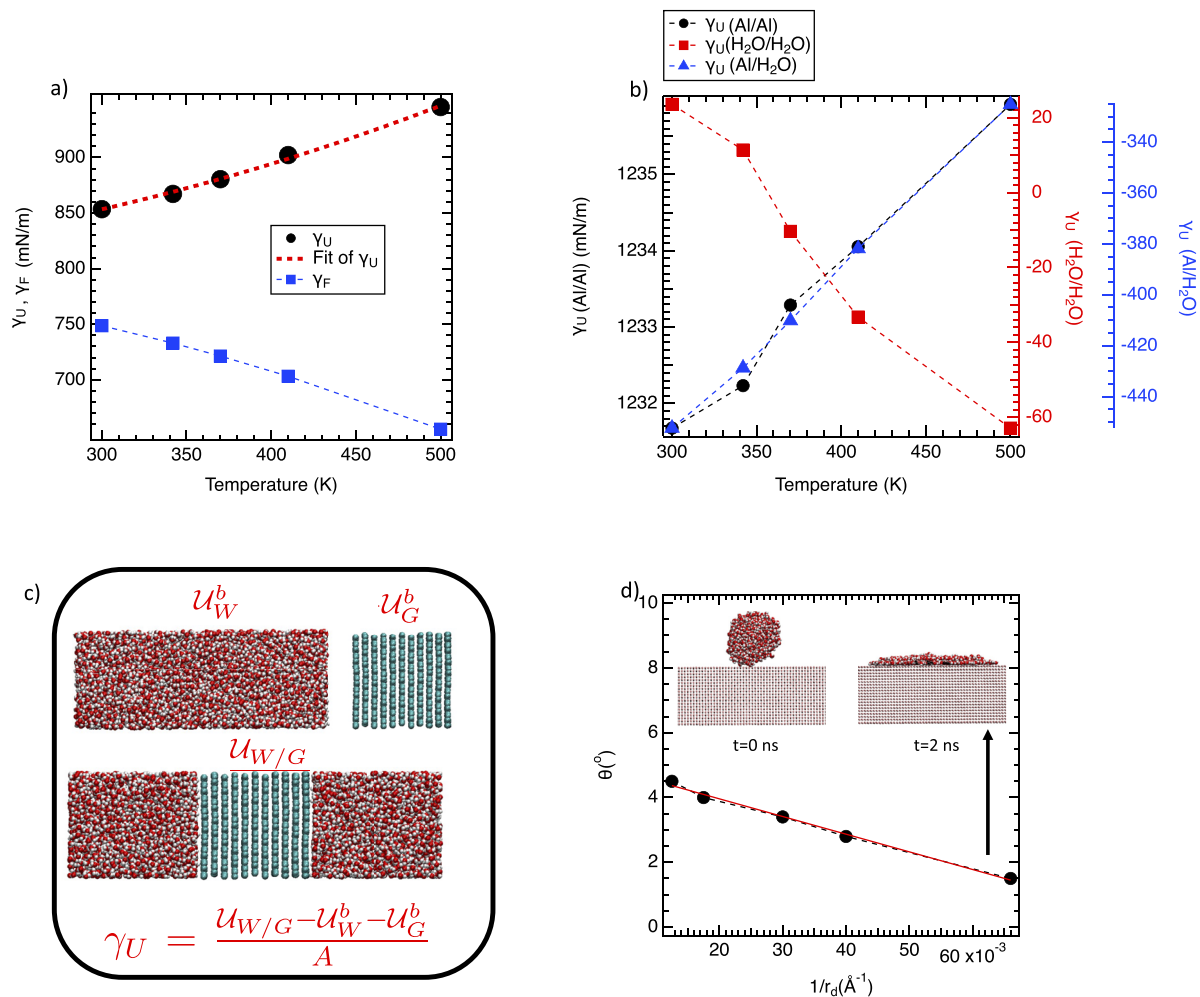 a)
900
850
800
750
700
γU , γF (mN/m)
γU
Fit of γU
γF
300
350
400
450
500
Temperature (K)
γU (Al/Al)
γU(H2O/H2O)
γU (Al/H2O)
b)
1235
1234
1233
1232
γU (Al/Al) (mN/m)
300
350
400
450
500
Temperature (K)
20
0
-20
-40
-60
γU (H2O/H2O)
-340
-360
-380
-400
-420
-440
γU (Al/H2O)
c)
𝒰ᵇW
𝒰ᵇG
𝒰W/G
γU = (𝒰W/G−𝒰ᵇW−𝒰ᵇG)/A
d)
10
8
6
4
2
0
θ(°)
t=0 ns
t=2 ns
20
30
40
50
60 x10⁻³
1/rd(Å⁻¹)